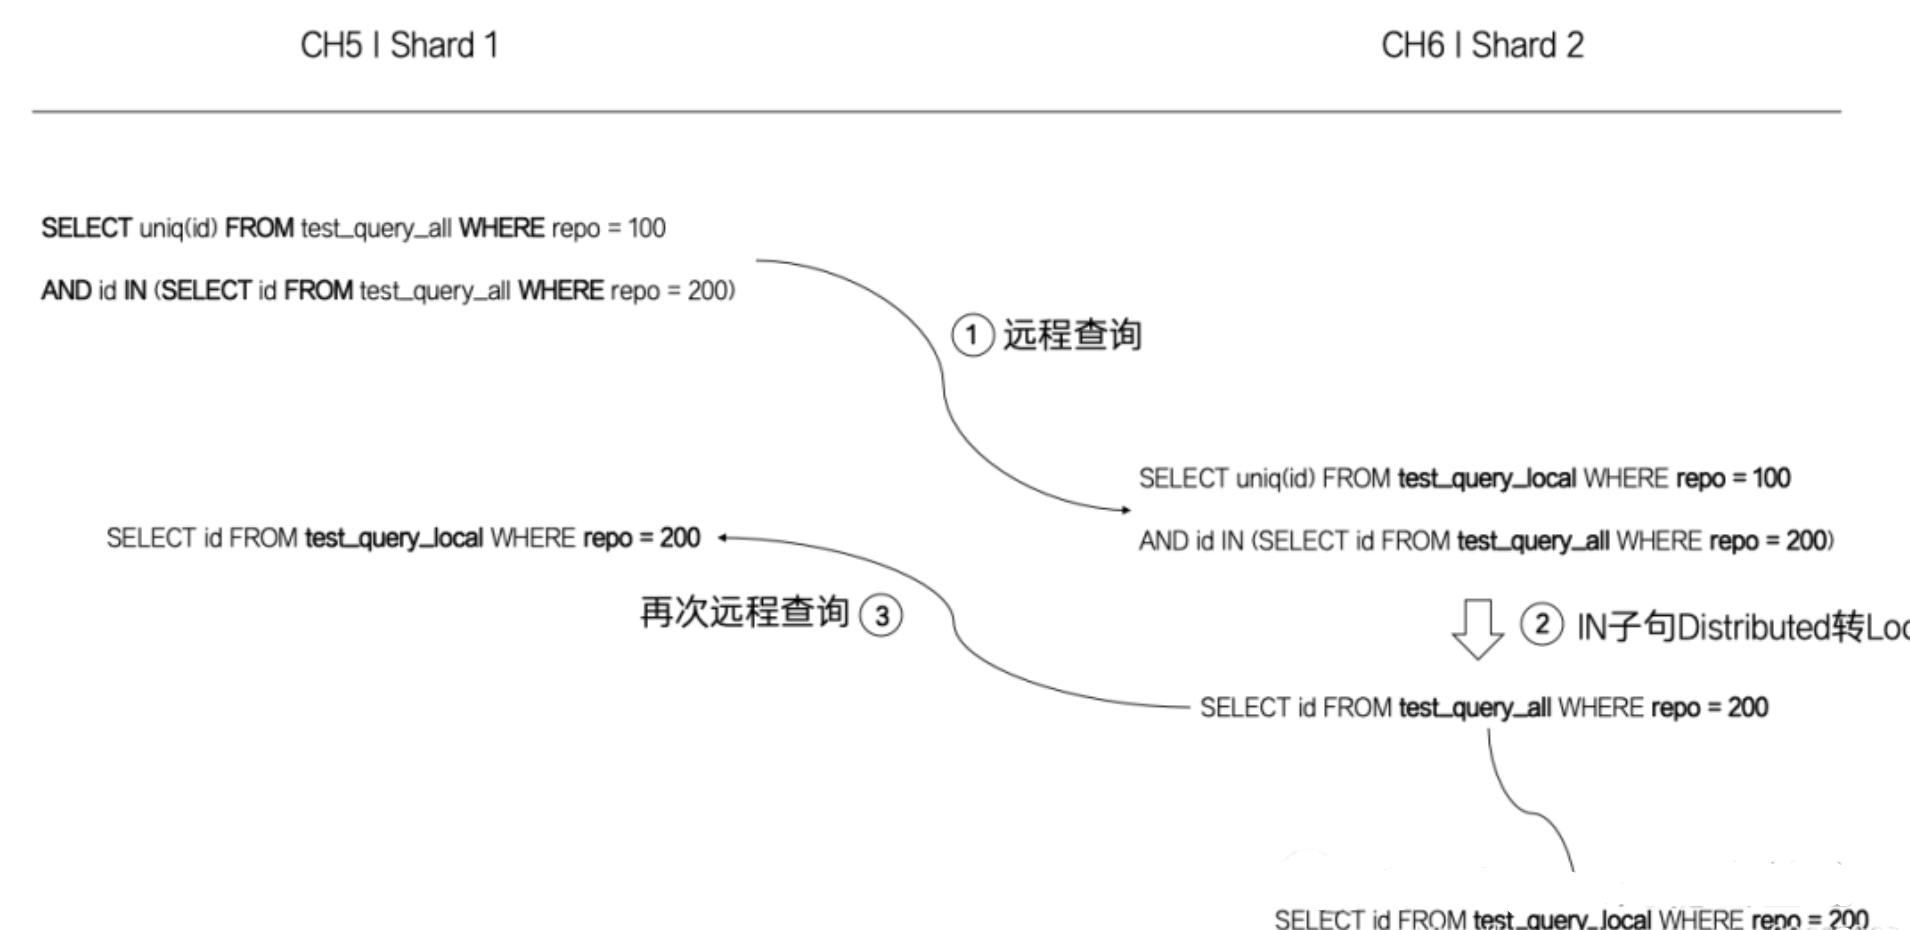 CH5 | Shard 1
CH6 | Shard 2
SELECT uniq(id) FROM test_query_all WHERE repo = 100
AND id IN (SELECT id FROM test_query_all WHERE repo = 200)
① 远程查询
SELECT uniq(id) FROM test_query_local WHERE repo = 100
AND id IN (SELECT id FROM test_query_all WHERE repo = 200)
SELECT id FROM test_query_local WHERE repo = 200
再次远程查询 ③
② IN子句Distributed转Loc
SELECT id FROM test_query_all WHERE repo = 200
SELECT id FROM test_query_local WHERE repo = 200